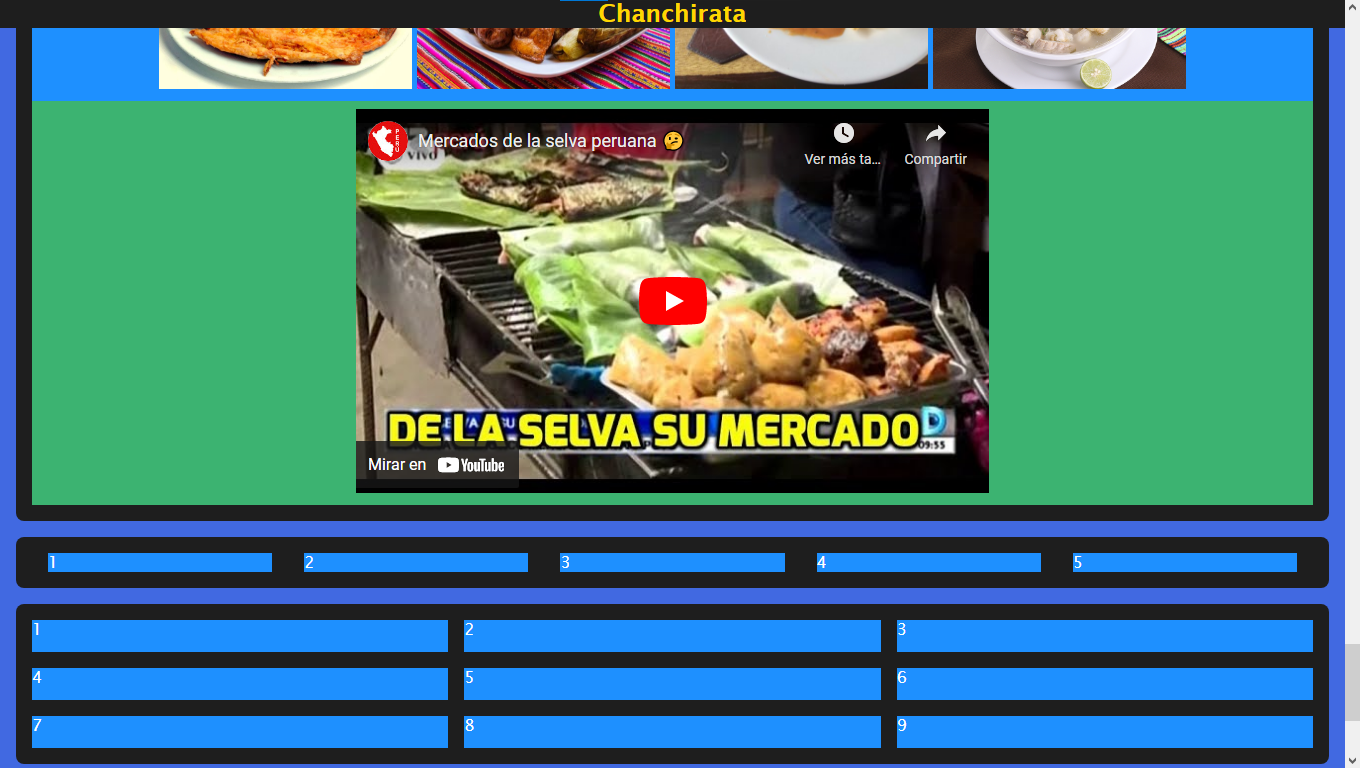 Chanchirata
PERÚ
Mercados de la selva peruana 🤔
Ver más ta...
Compartir
VIVO
DE LA SELVA SU MERCADO
09:55
Mirar en YouTube
1 2 3 4 5
1 2 3
4 5 6
7 8 9